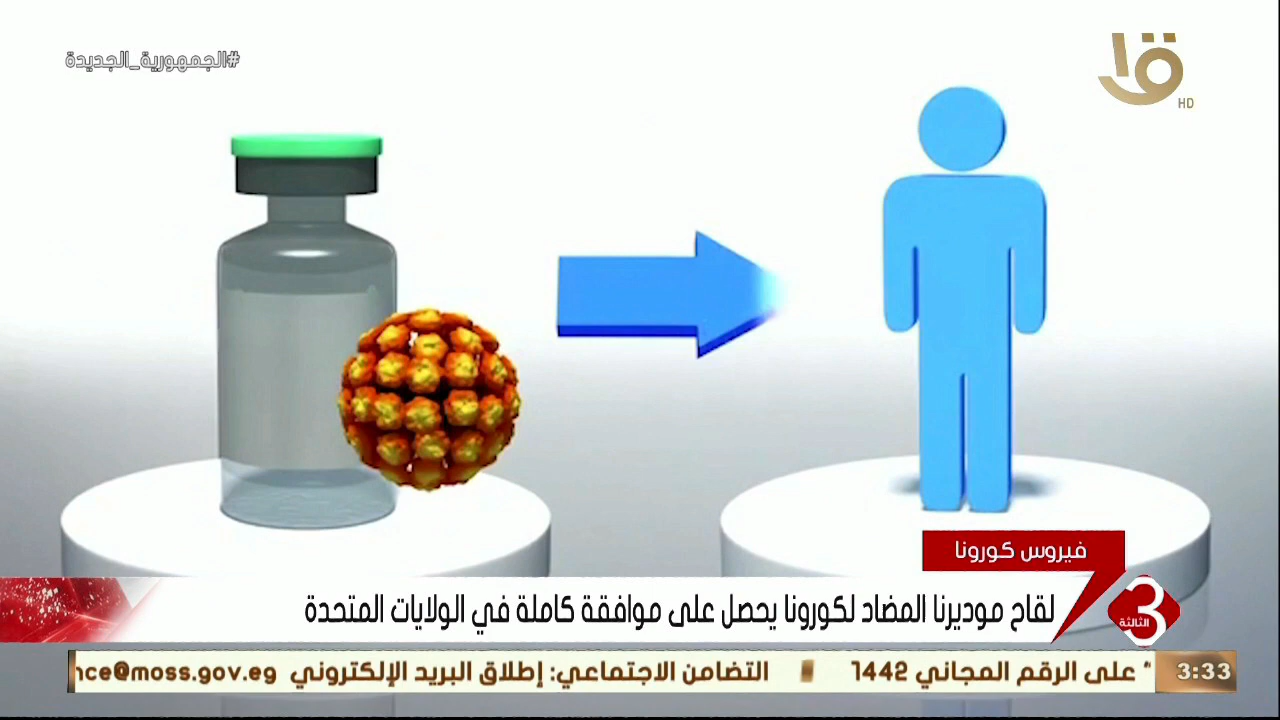 #الجمهورية_الجديدة
HD
فيروس كورونا
لقاح موديرنا المضاد لكورونا يحصل على موافقة كاملة في الولايات المتحدة
3 الثالثة
على الرقم المجاني 1442 التضامن الاجتماعي: إطلاق البريد الإلكتروني nce@moss.gov.eg
3:33